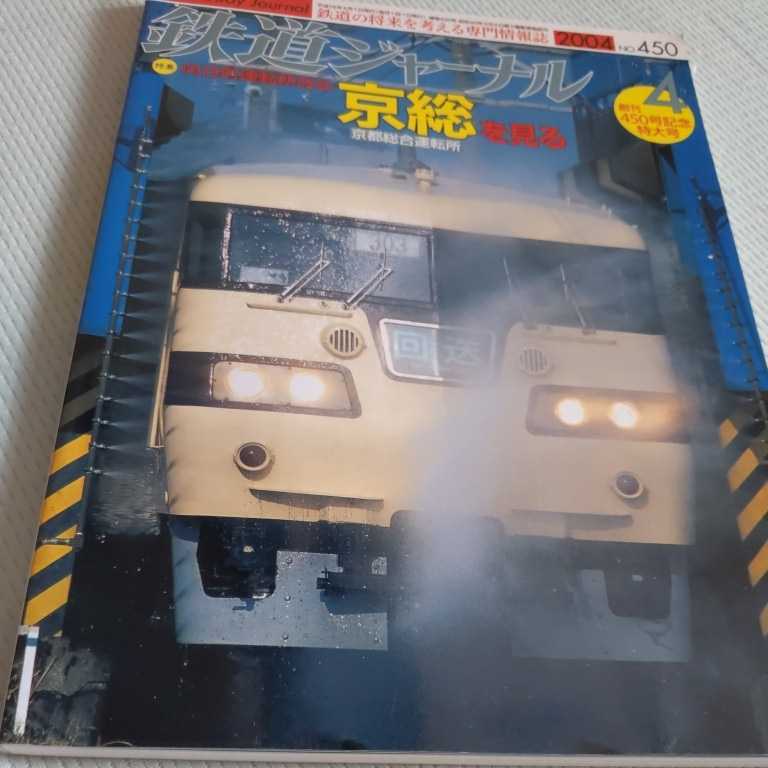 Journal
鉄道の将来を考える専門情報誌
2004 NO.450
鉄道ジャーナル
4
創刊
450号記念
特大号
特集
京総を見る
京都総合運転所
303
回送